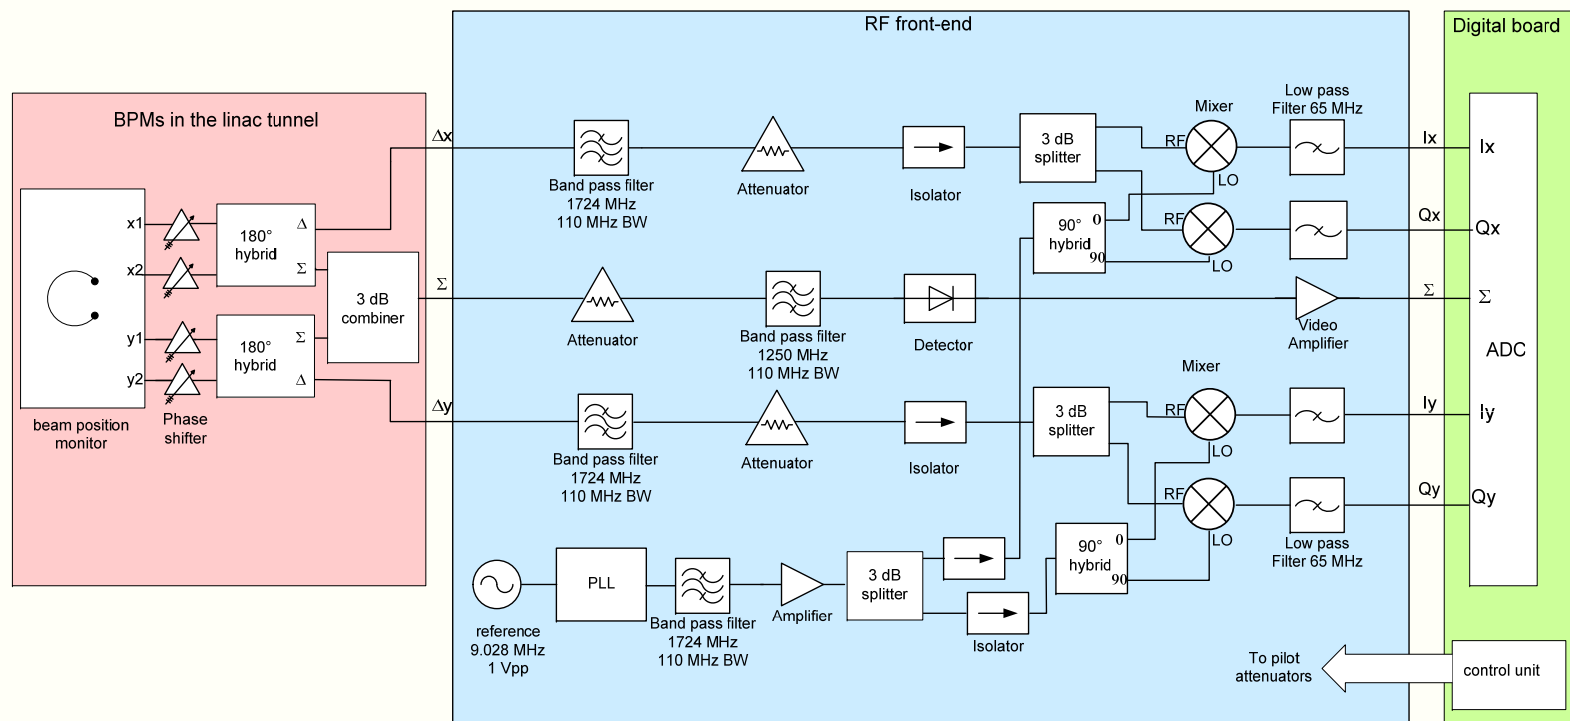 RF front-end
Digital board
BPMs in the linac tunnel
x1
x2
y1
y2
beam position
monitor
Phase
shifter
180°
hybrid
Δ
Σ
180°
hybrid
Σ
Δ
3 dB
combiner
Δx
Σ
Δy
Band pass filter
1724 MHz
110 MHz BW
Attenuator
Isolator
3 dB
splitter
Mixer
RF
LO
Low pass
Filter 65 MHz
Ix
Ix
90°
hybrid
0
90
RF
LO
Qx
Qx
Attenuator
Band pass filter
1250 MHz
110 MHz BW
Detector
Video
Amplifier
Σ
Σ
ADC
Band pass filter
1724 MHz
110 MHz BW
Attenuator
Isolator
3 dB
splitter
Mixer
RF
LO
Iy
Iy
RF
LO
Qy
Qy
Low pass
Filter 65 MHz
90°
hybrid
0
90
reference
9.028 MHz
1 Vpp
PLL
Band pass filter
1724 MHz
110 MHz BW
Amplifier
3 dB
splitter
Isolator
To pilot
attenuators
control unit